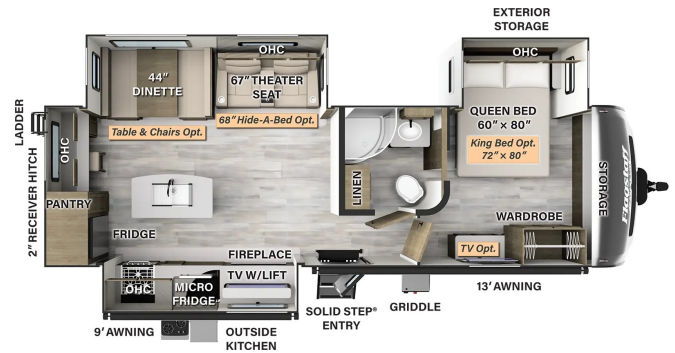 EXTERIOR
STORAGE
OHC
OHC
44" DINETTE
67" THEATER
SEAT
QUEEN BED
60" × 80"
Table & Chairs Opt.
68" Hide-A-Bed Opt.
King Bed Opt.
72" × 80"
LADDER
2" RECEIVER HITCH
OHC
PANTRY
FRIDGE
LINEN
STORAGE
Flagstaff
WARDROBE
TV Opt.
FIREPLACE
TV W/LIFT
OHC
MICRO
FRIDGE
13' AWNING
GRIDDLE
SOLID STEP®
ENTRY
9' AWNING
OUTSIDE
KITCHEN